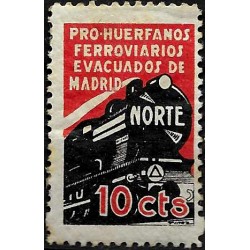 PRO-HUERFANOS
FERROVIARIOS
EVACUADOS DE
MADRID
NORTE
10 cts